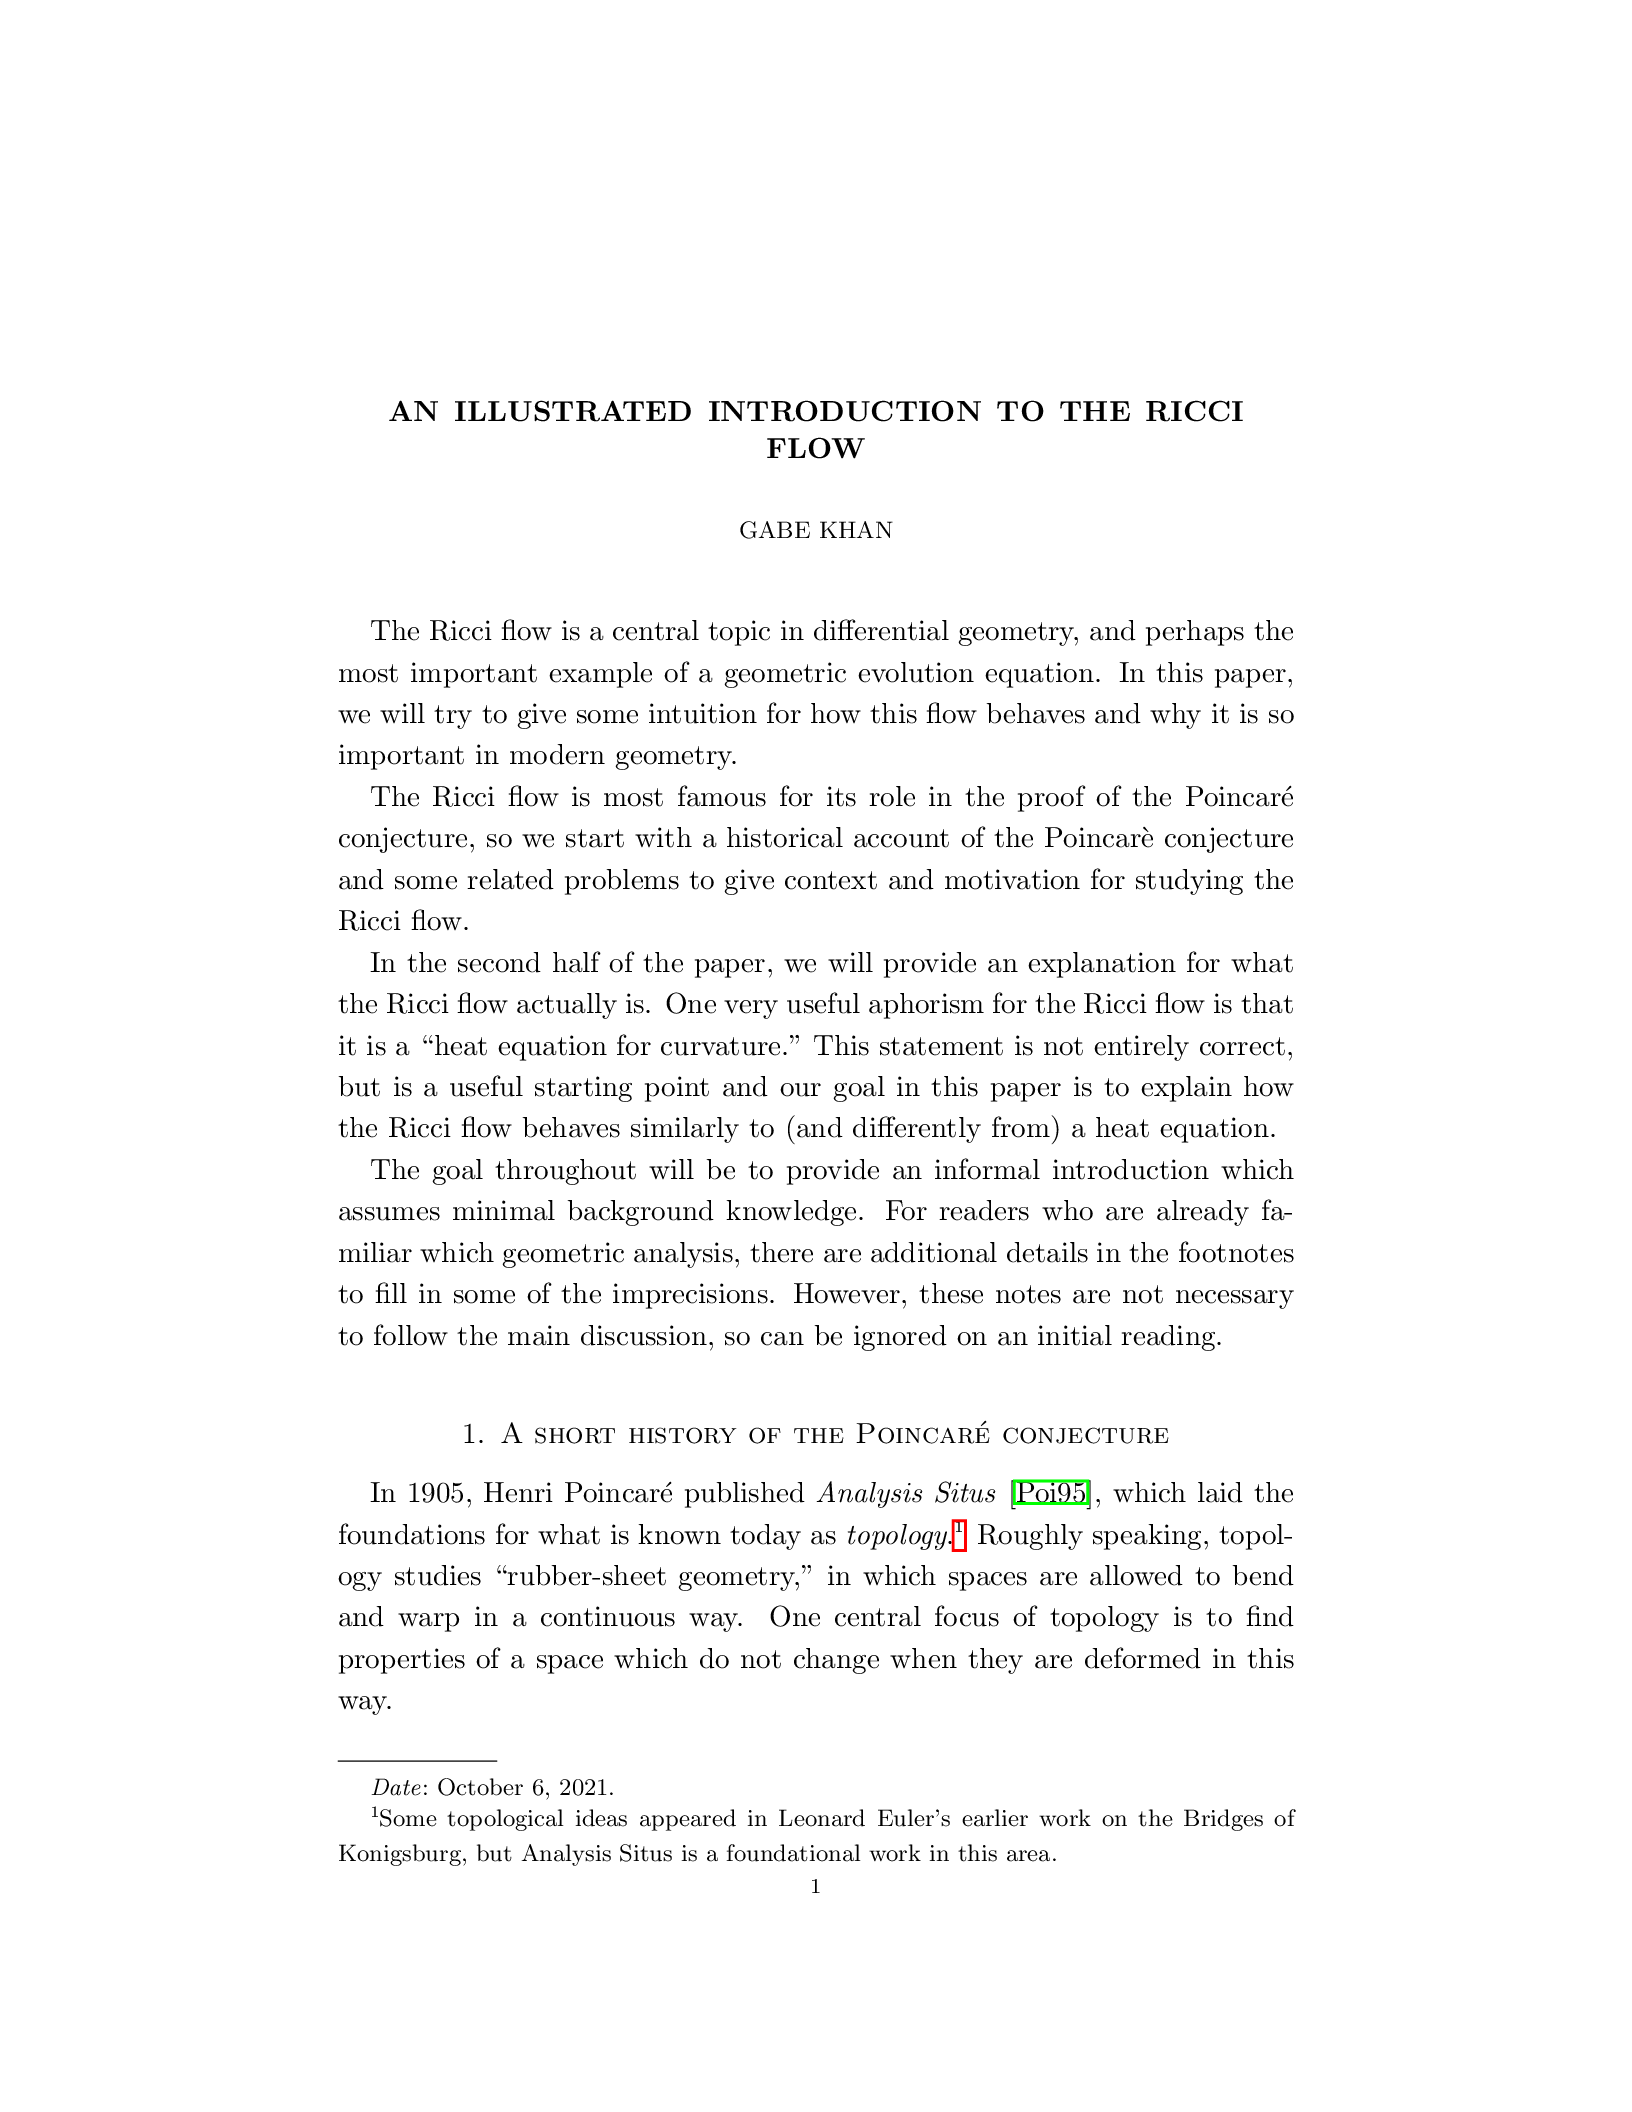 AN ILLUSTRATED INTRODUCTION TO THE RICCI
FLOW
GABE KHAN
The Ricci flow is a central topic in differential geometry, and perhaps the
most important example of a geometric evolution equation. In this paper,
we will try to give some intuition for how this flow behaves and why it is so
important in modern geometry.
The Ricci flow is most famous for its role in the proof of the Poincaré
conjecture, so we start with a historical account of the Poincarè conjecture
and some related problems to give context and motivation for studying the
Ricci flow.
In the second half of the paper, we will provide an explanation for what
the Ricci flow actually is. One very useful aphorism for the Ricci flow is that
it is a “heat equation for curvature.” This statement is not entirely correct,
but is a useful starting point and our goal in this paper is to explain how
the Ricci flow behaves similarly to (and differently from) a heat equation.
The goal throughout will be to provide an informal introduction which
assumes minimal background knowledge. For readers who are already fa-
miliar which geometric analysis, there are additional details in the footnotes
to fill in some of the imprecisions. However, these notes are not necessary
to follow the main discussion, so can be ignored on an initial reading.
1. A short history of the Poincaré conjecture
In 1905, Henri Poincaré published Analysis Situs [Poi95], which laid the
foundations for what is known today as topology.¹ Roughly speaking, topol-
ogy studies “rubber-sheet geometry,” in which spaces are allowed to bend
and warp in a continuous way. One central focus of topology is to find
properties of a space which do not change when they are deformed in this
way.
Date: October 6, 2021.
¹Some topological ideas appeared in Leonard Euler’s earlier work on the Bridges of
Konigsburg, but Analysis Situs is a foundational work in this area.
1